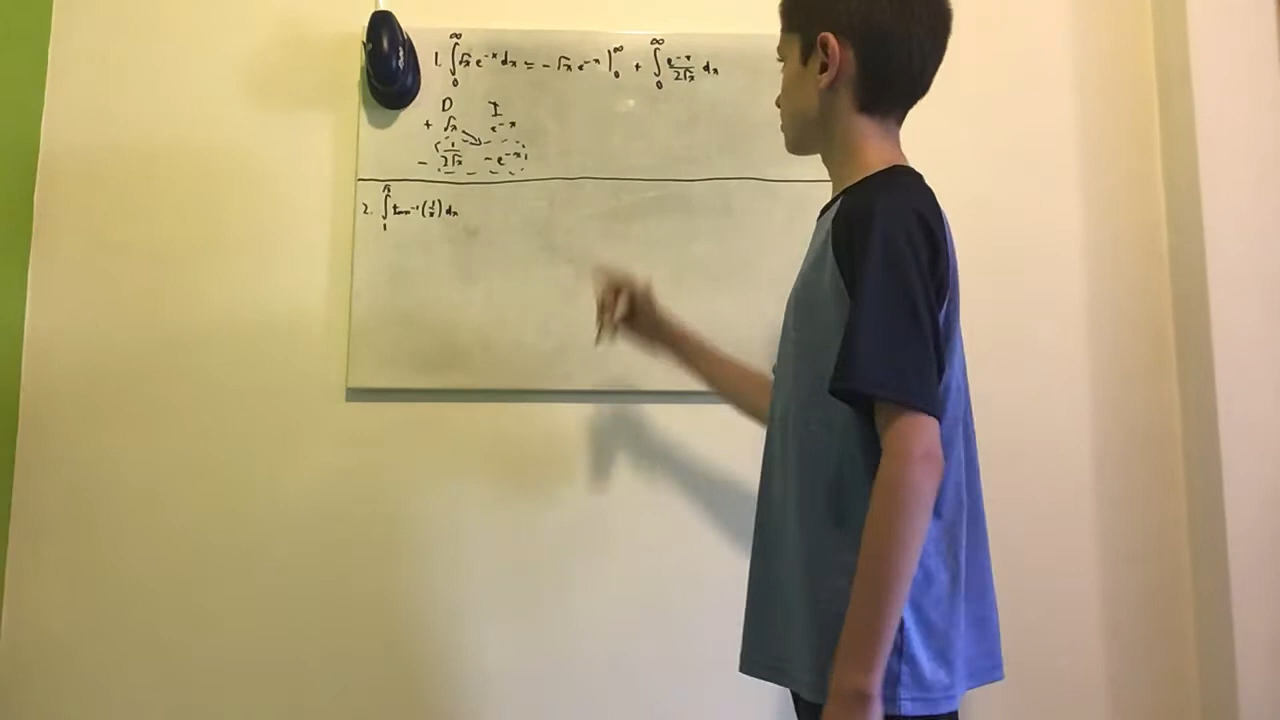 1. ∫₀^∞ √x e^{-x} dx = -√x e^{-x} |₀^∞ + ∫₀^∞ e^{-x}/(2√x) dx
D I
+ √x e^{-x}
- 1/(2√x) -e^{-x}
2. ∫₁^{√3} tan⁻¹(1/x) dx